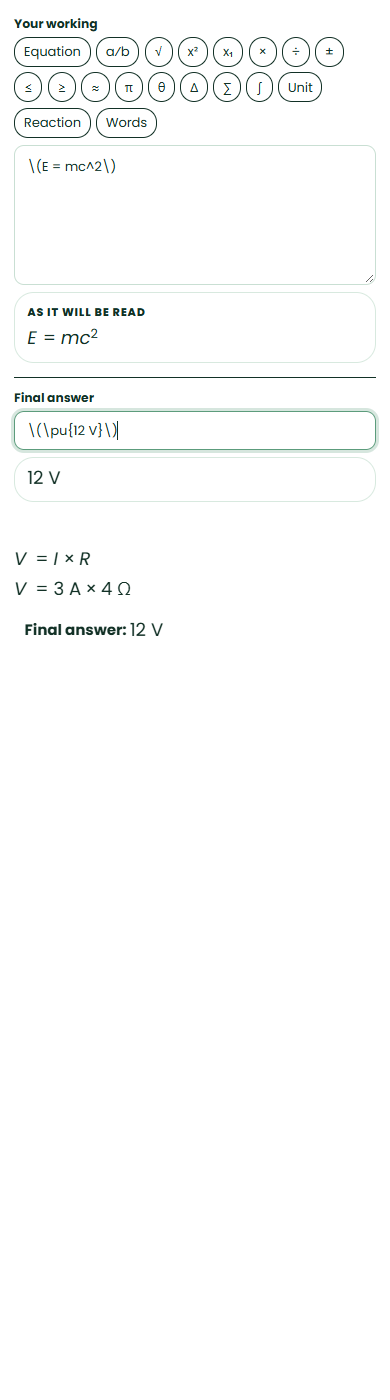 Your working
Equation a/b √ x² x₁ × ÷ ±
≤ ≥ ≈ π θ Δ ∑ ∫ Unit
Reaction Words
\(E = mc^2\)
AS IT WILL BE READ
E = mc²
Final answer
\(\pu{12 V}\)
12 V
V = I × R
V = 3 A × 4 Ω
Final answer: 12 V